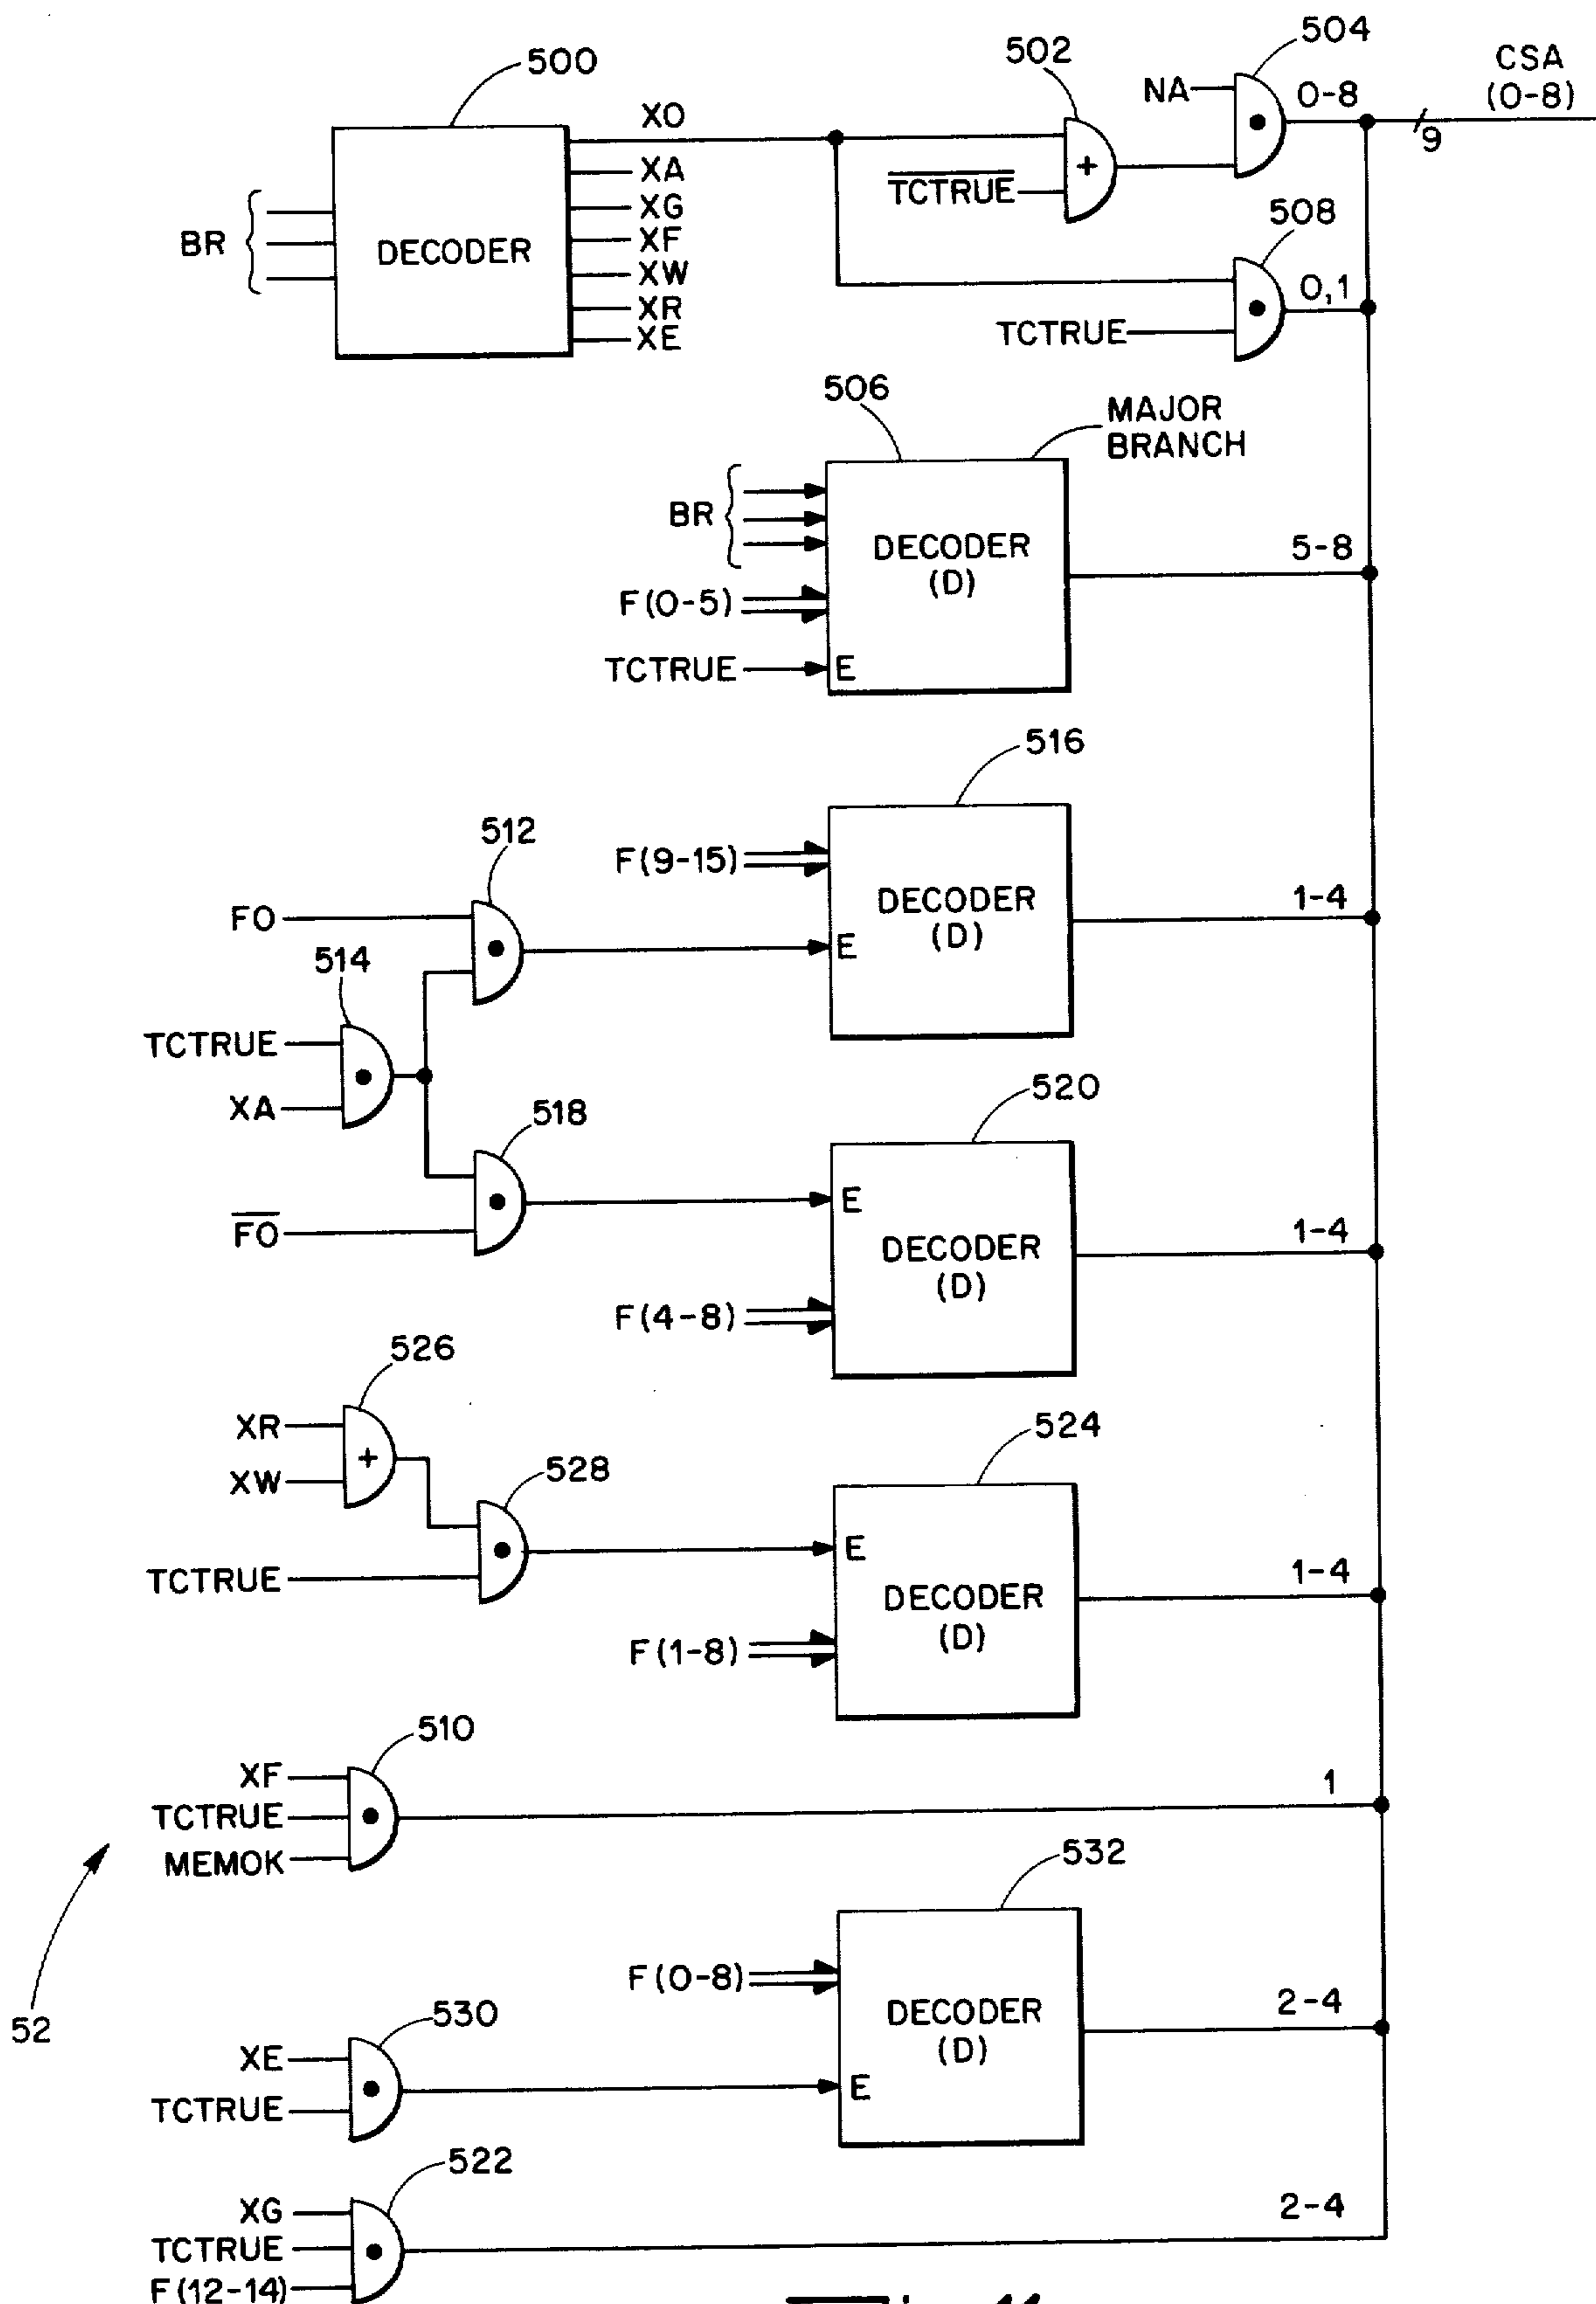 500
502
504
CSA
(0-8)
NA
0-8
9
XO
XA
XG
XF
XW
XR
XE
BR
DECODER
TCTRUE
508
0,1
TCTRUE
506
MAJOR
BRANCH
BR
DECODER
(D)
5-8
F(0-5)
TCTRUE
E
516
512
F(9-15)
DECODER
(D)
1-4
FO
E
514
TCTRUE
XA
520
518
E
FO
DECODER
(D)
1-4
F(4-8)
526
XR
XW
524
528
E
TCTRUE
DECODER
(D)
1-4
F(1-8)
510
XF
TCTRUE
MEMOK
1
532
F(0-8)
DECODER
(D)
2-4
52
530
XE
TCTRUE
E
522
XG
TCTRUE
F(12-14)
2-4